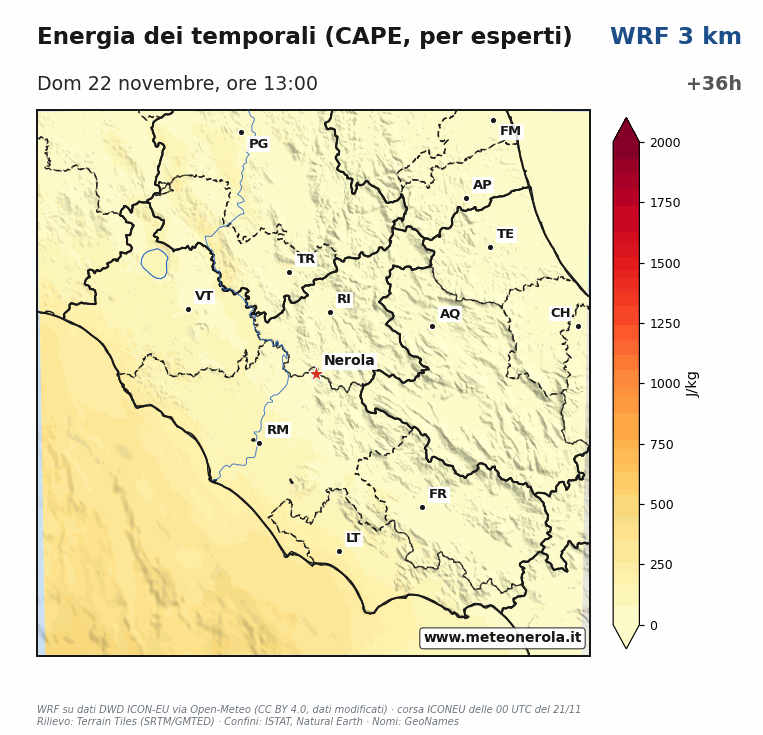 Energia dei temporali (CAPE, per esperti)
WRF 3 km
Dom 22 novembre, ore 13:00
+36h
FM
PG
AP
TE
TR
VT
RI
AQ
CH
Nerola
RM
FR
LT
www.meteonerola.it
2000
1750
1500
1250
1000
750
500
250
0
J/kg
WRF su dati DWD ICON-EU via Open-Meteo (CC BY 4.0, dati modificati) · corsa ICONEU delle 00 UTC del 21/11
Rilievo: Terrain Tiles (SRTM/GMTED) · Confini: ISTAT, Natural Earth · Nomi: GeoNames